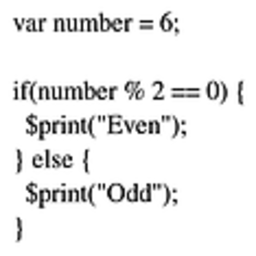 var number = 6;
if(number % 2 == 0) {
$print("Even");
} else {
$print("Odd");
}